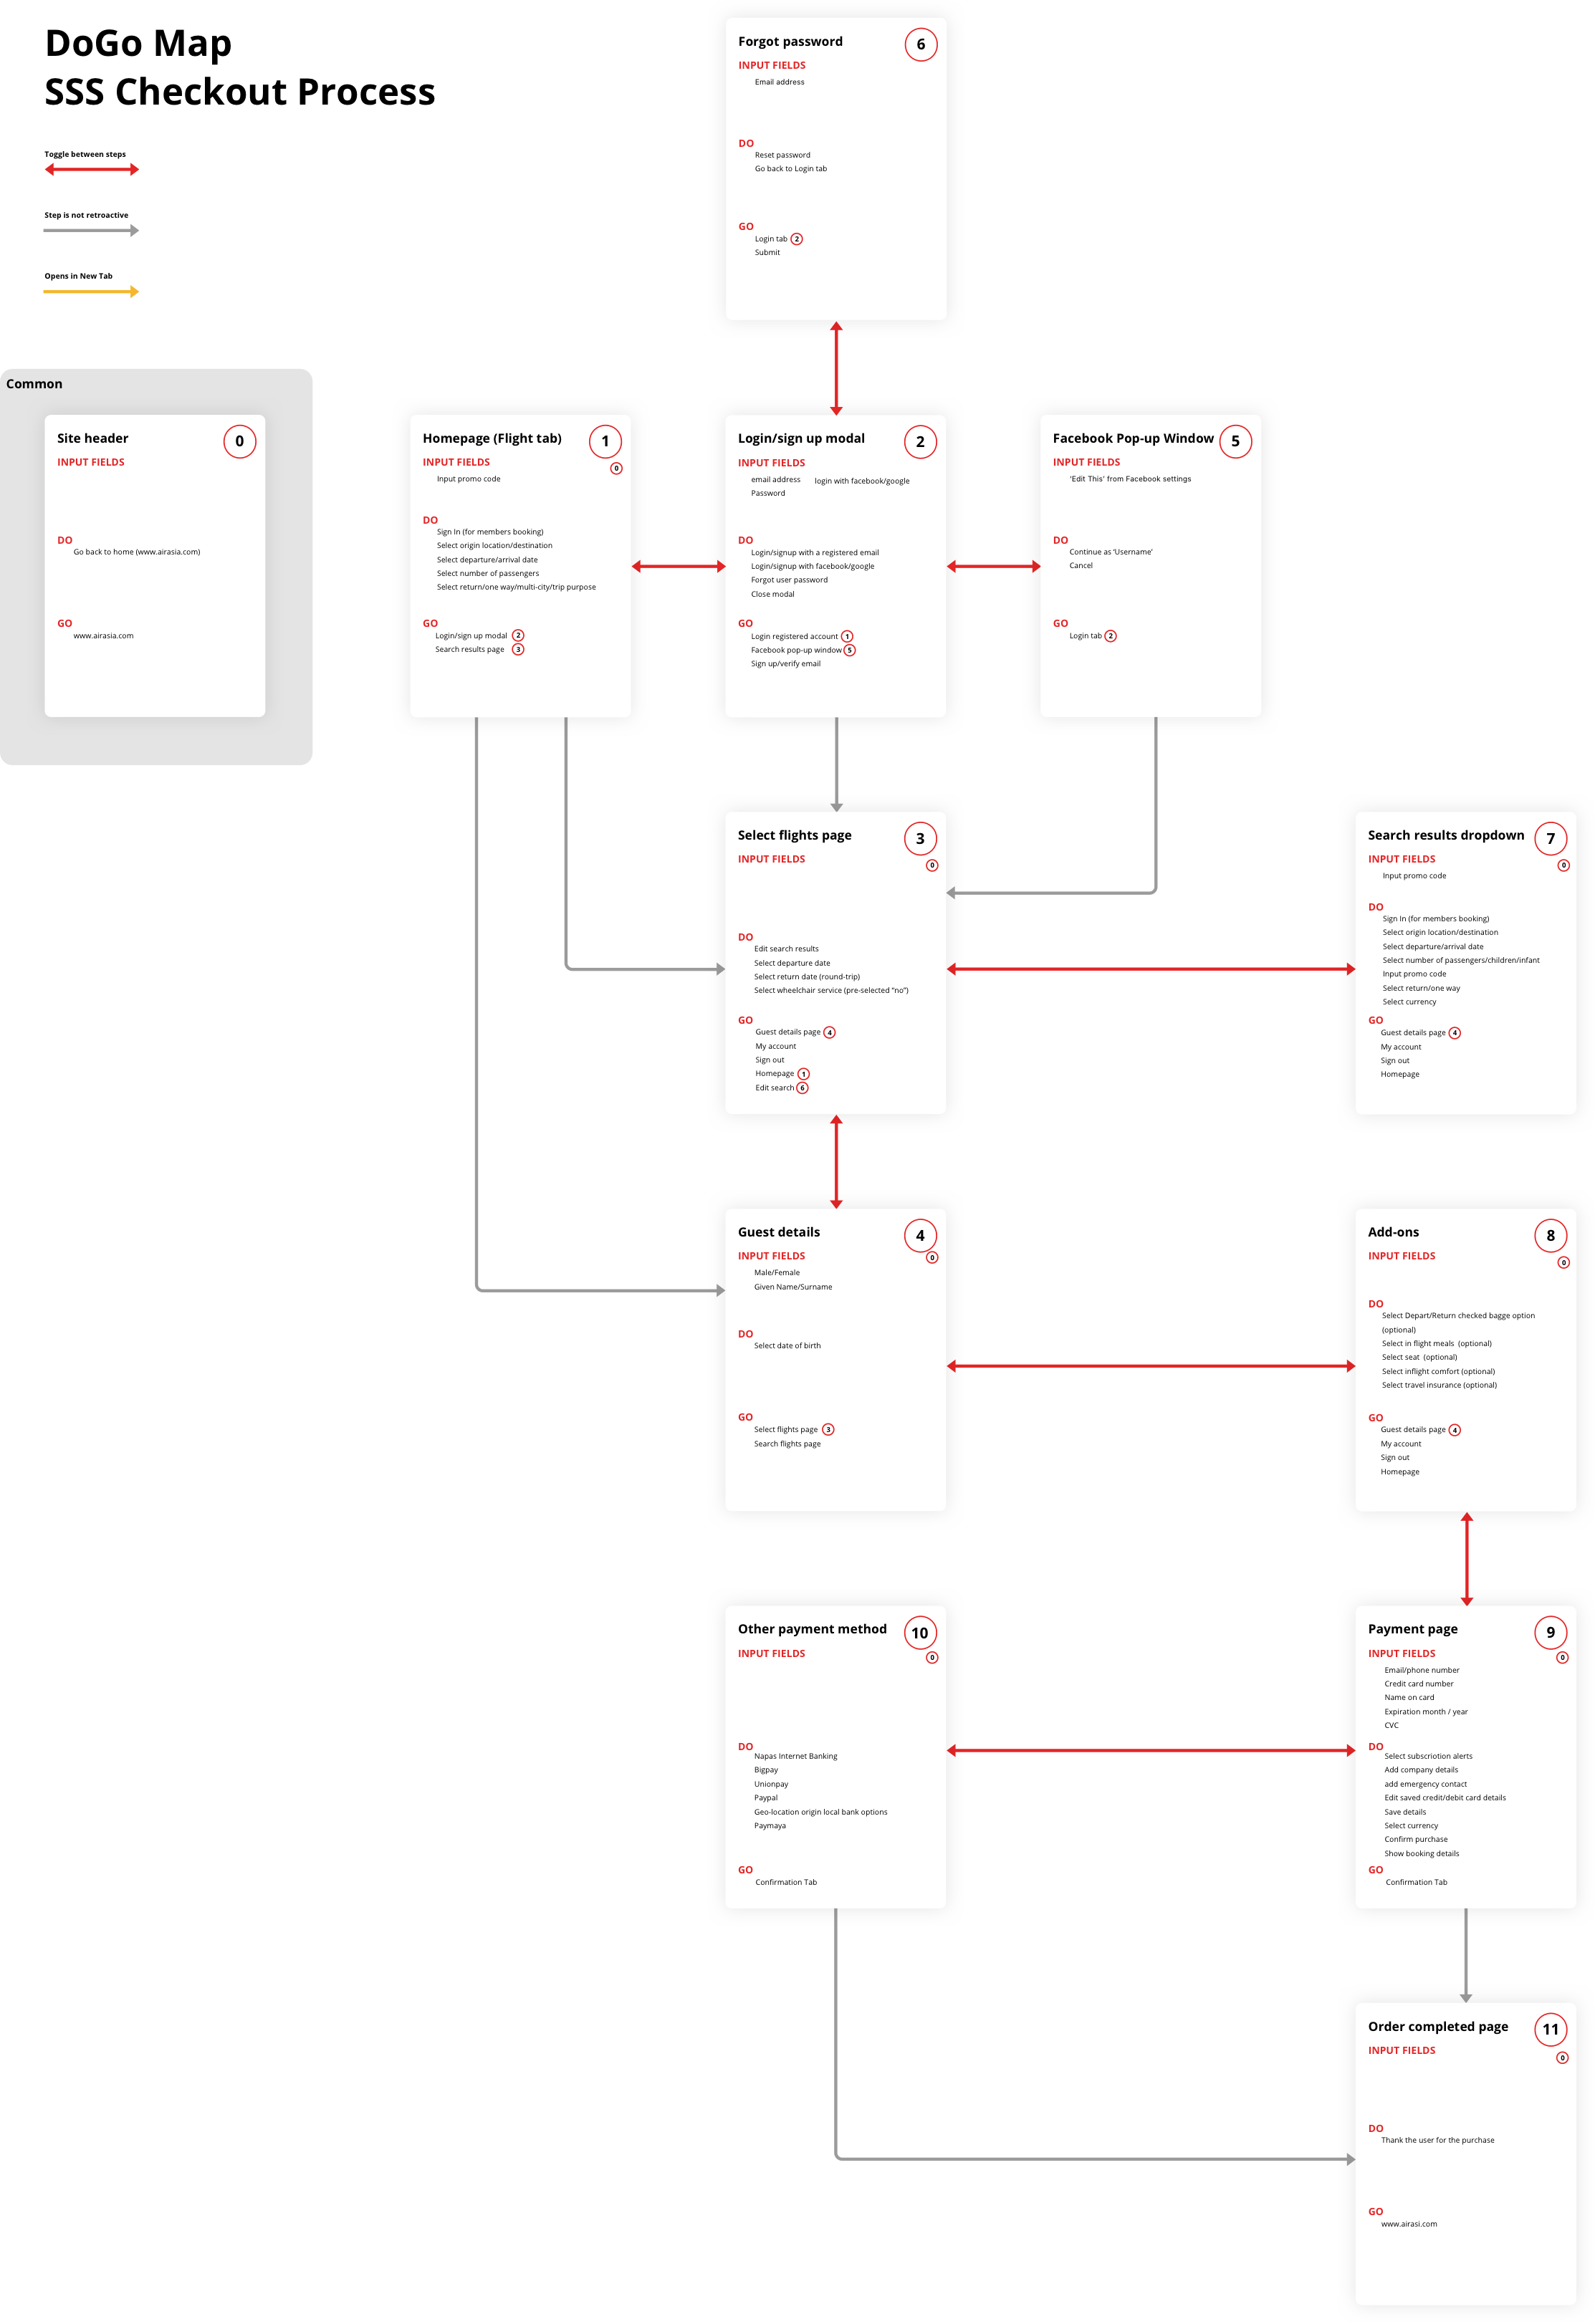 DoGo Map
SSS Checkout Process
Toggle between steps
Step is not retroactive
Opens in New Tab
Forgot password
6
INPUT FIELDS
Email address
DO
Reset password
Go back to Login tab
GO
Login tab 2
Submit
Common
Site header
0
INPUT FIELDS
DO
Go back to home (www.airasia.com)
GO
www.airasia.com
Homepage (Flight tab)
1
0
INPUT FIELDS
Input promo code
DO
Sign In (for members booking)
Select origin location/destination
Select departure/arrival date
Select number of passengers
Select return/one way/multi-city/trip purpose
GO
Login/sign up modal 2
Search results page 3
Login/sign up modal
2
INPUT FIELDS
email address login with facebook/google
Password
DO
Login/signup with a registered email
Login/signup with facebook/google
Forgot user password
Close modal
GO
Login registered account 1
Facebook pop-up window 5
Sign up/verify email
Facebook Pop-up Window
5
INPUT FIELDS
'Edit This' from Facebook settings
DO
Continue as 'Username'
Cancel
GO
Login tab 2
Select flights page
3
INPUT FIELDS
0
DO
Edit search results
Select departure date
Select return date (round-trip)
Select wheelchair service (pre-selected "no")
GO
Guest details page 4
My account
Sign out
Homepage 1
Edit search 6
Search results dropdown
7
INPUT FIELDS
0
Input promo code
DO
Sign In (for members booking)
Select origin location/destination
Select departure/arrival date
Select number of passengers/children/infant
Input promo code
Select return/one way
Select currency
GO
Guest details page 4
My account
Sign out
Homepage
Guest details
4
INPUT FIELDS
0
Male/Female
Given Name/Surname
DO
Select date of birth
GO
Select flights page 3
Search flights page
Add-ons
8
INPUT FIELDS
0
DO
Select Depart/Return checked bagge option
(optional)
Select in flight meals (optional)
Select seat (optional)
Select inflight comfort (optional)
Select travel insurance (optional)
GO
Guest details page 4
My account
Sign out
Homepage
Other payment method
10
INPUT FIELDS
0
DO
Napas Internet Banking
Bigpay
Unionpay
Paypal
Geo-location origin local bank options
Paymaya
GO
Confirmation Tab
Payment page
9
INPUT FIELDS
0
Email/phone number
Credit card number
Name on card
Expiration month / year
CVC
DO
Select subscriotion alerts
Add company details
add emergency contact
Edit saved credit/debit card details
Save details
Select currency
Confirm purchase
Show booking details
GO
Confirmation Tab
Order completed page
11
INPUT FIELDS
0
DO
Thank the user for the purchase
GO
www.airasi.com